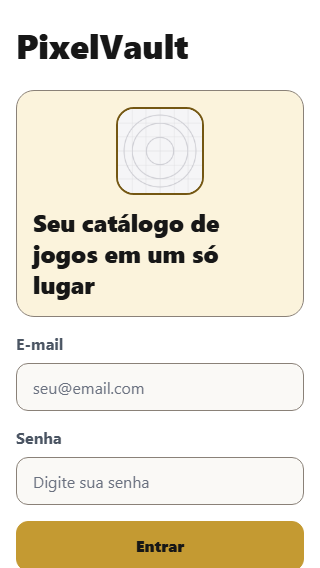 PixelVault
Seu catálogo de
jogos em um só
lugar
E-mail
seu@email.com
Senha
Digite sua senha
Entrar